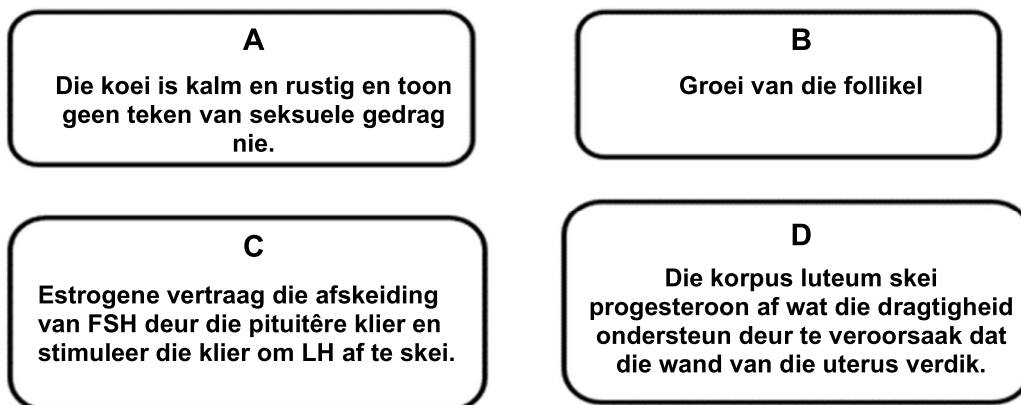 A
Die koei is kalm en rustig en toon
geen teken van seksuele gedrag
nie.
B
Groei van die follikel
C
Estrogene vertraag die afskeiding
van FSH deur die pituitêre klier en
stimuleer die klier om LH af te skei.
D
Die korpus luteum skei
progesteroon af wat die dragtigheid
ondersteun deur te veroorsaak dat
die wand van die uterus verdik.